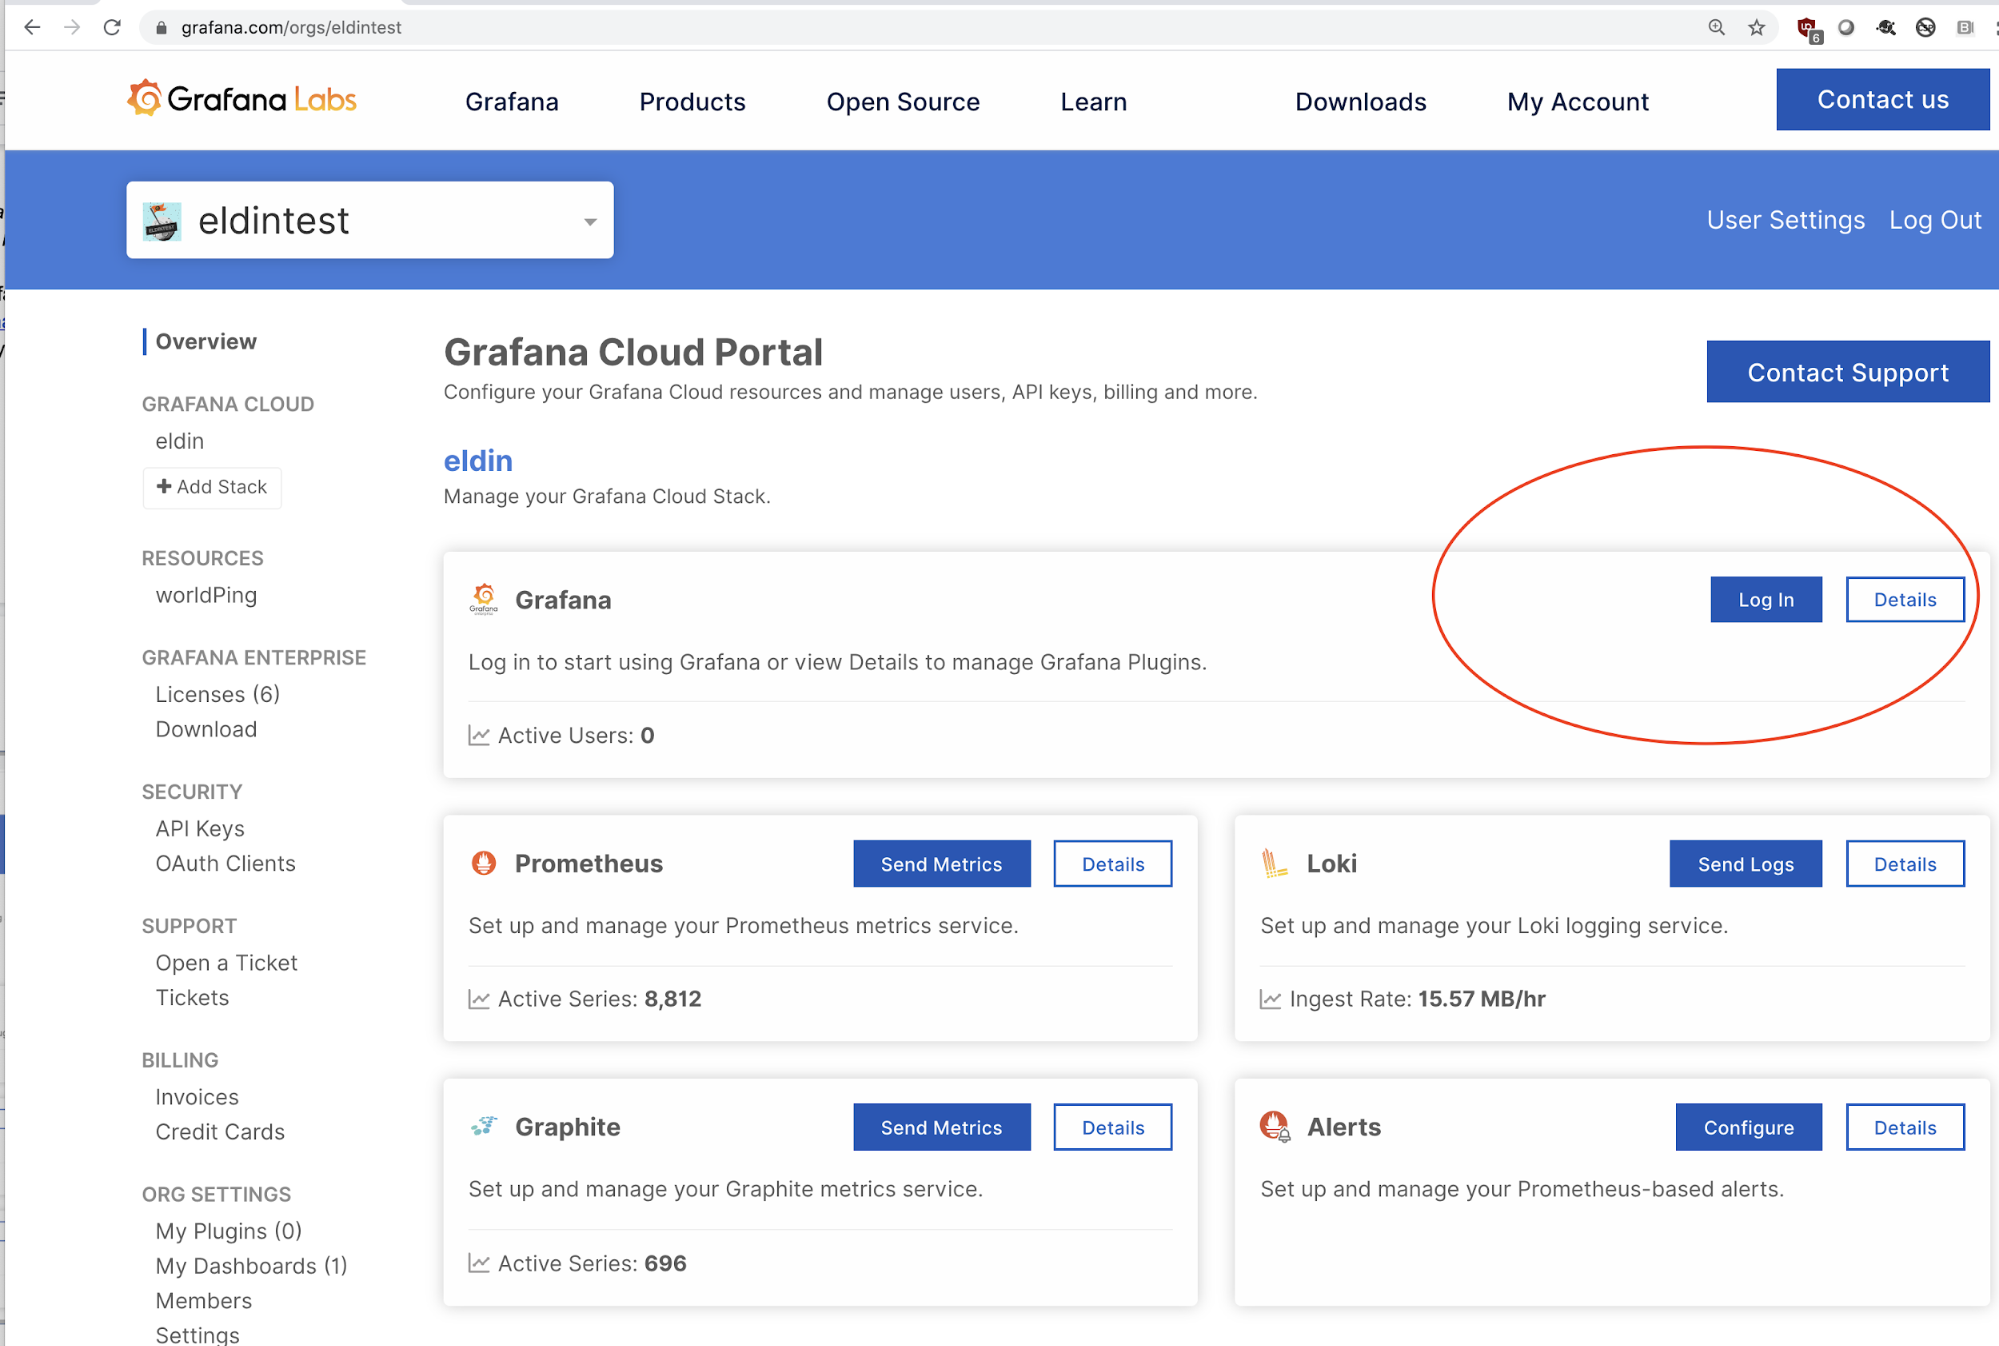 grafana.com/orgs/eldintest
6
Grafana Labs
Grafana
Products
Open Source
Learn
Downloads
My Account
Contact us
eldintest
User Settings
Log Out
Overview
GRAFANA CLOUD
eldin
+ Add Stack
RESOURCES
worldPing
GRAFANA ENTERPRISE
Licenses (6)
Download
SECURITY
API Keys
OAuth Clients
SUPPORT
Open a Ticket
Tickets
BILLING
Invoices
Credit Cards
ORG SETTINGS
My Plugins (0)
My Dashboards (1)
Members
Settings
Grafana Cloud Portal
Configure your Grafana Cloud resources and manage users, API keys, billing and more.
Contact Support
eldin
Manage your Grafana Cloud Stack.
Grafana
Grafana
Log In
Details
Log in to start using Grafana or view Details to manage Grafana Plugins.
Active Users: 0
Prometheus
Send Metrics
Details
Set up and manage your Prometheus metrics service.
Active Series: 8,812
Loki
Send Logs
Details
Set up and manage your Loki logging service.
Ingest Rate: 15.57 MB/hr
Graphite
Send Metrics
Details
Set up and manage your Graphite metrics service.
Active Series: 696
Alerts
Configure
Details
Set up and manage your Prometheus-based alerts.